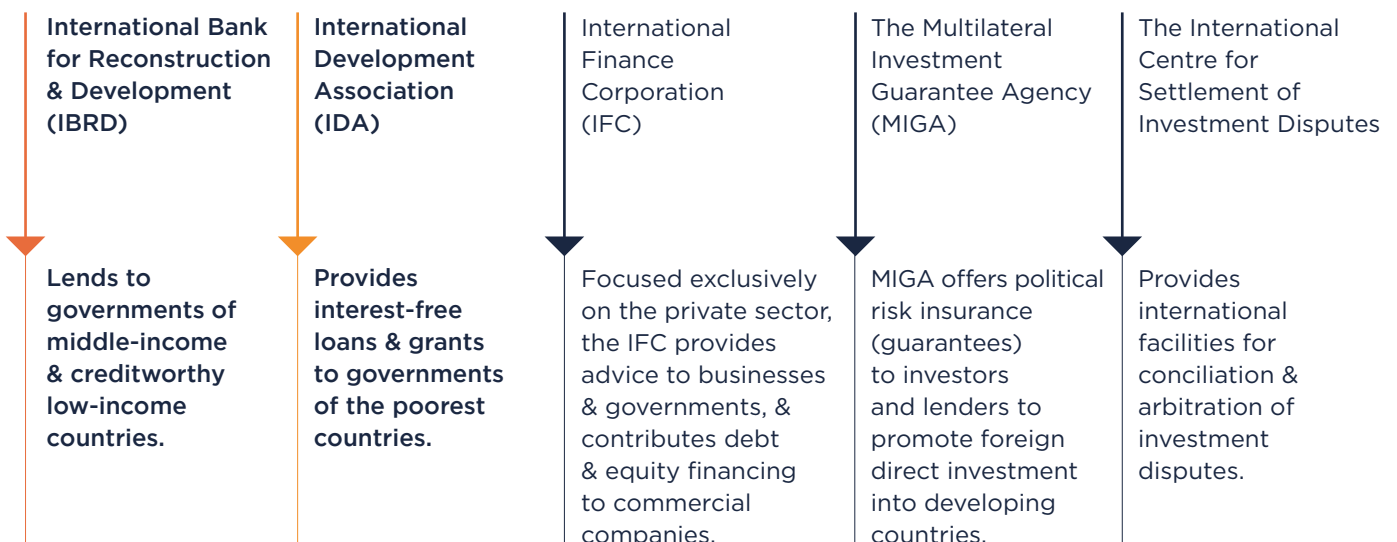 International Bank
for Reconstruction
& Development
(IBRD)
Lends to
governments of
middle-income
& creditworthy
low-income
countries.
International
Development
Association
(IDA)
Provides
interest-free
loans & grants
to governments
of the poorest
countries.
International
Finance
Corporation
(IFC)
Focused exclusively
on the private sector,
the IFC provides
advice to businesses
& governments, &
contributes debt
& equity financing
to commercial
companies.
The Multilateral
Investment
Guarantee Agency
(MIGA)
MIGA offers political
risk insurance
(guarantees)
to investors
and lenders to
promote foreign
direct investment
into developing
countries.
The International
Centre for
Settlement of
Investment Disputes
Provides
international
facilities for
conciliation &
arbitration of
investment
disputes.